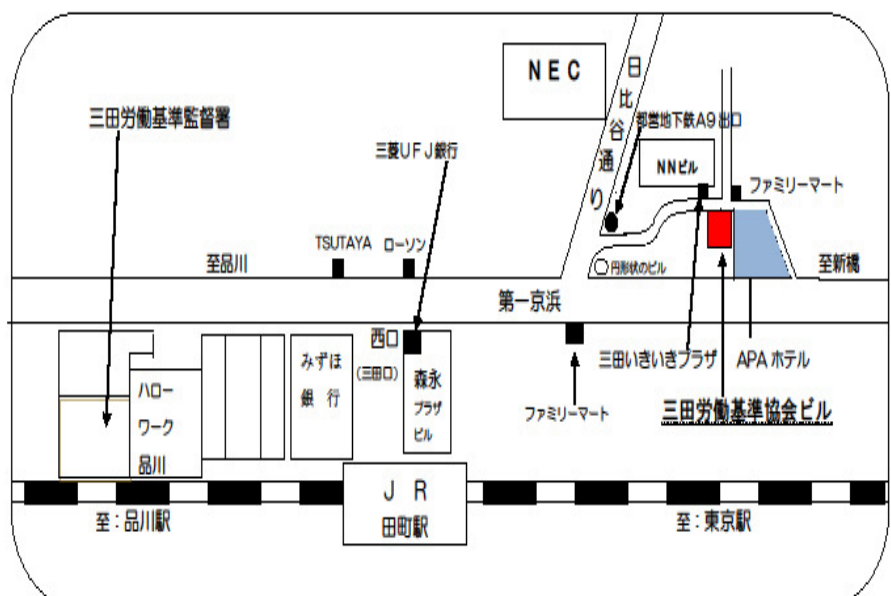 NEC
日比谷通り
三田労働基準監督署
都営地下鉄A9出口
三菱UFJ銀行
NNビル
ファミリーマート
TSUTAYA
ローソン
至品川
円形状のビル
至新橋
第一京浜
西口
(三田口)
みずほ
銀行
森永
プラザ
ビル
三田いきいきプラザ
APAホテル
ハロー
ワーク
品川
ファミリーマート
三田労働基準協会ビル
JR
田町駅
至:品川駅
至:東京駅